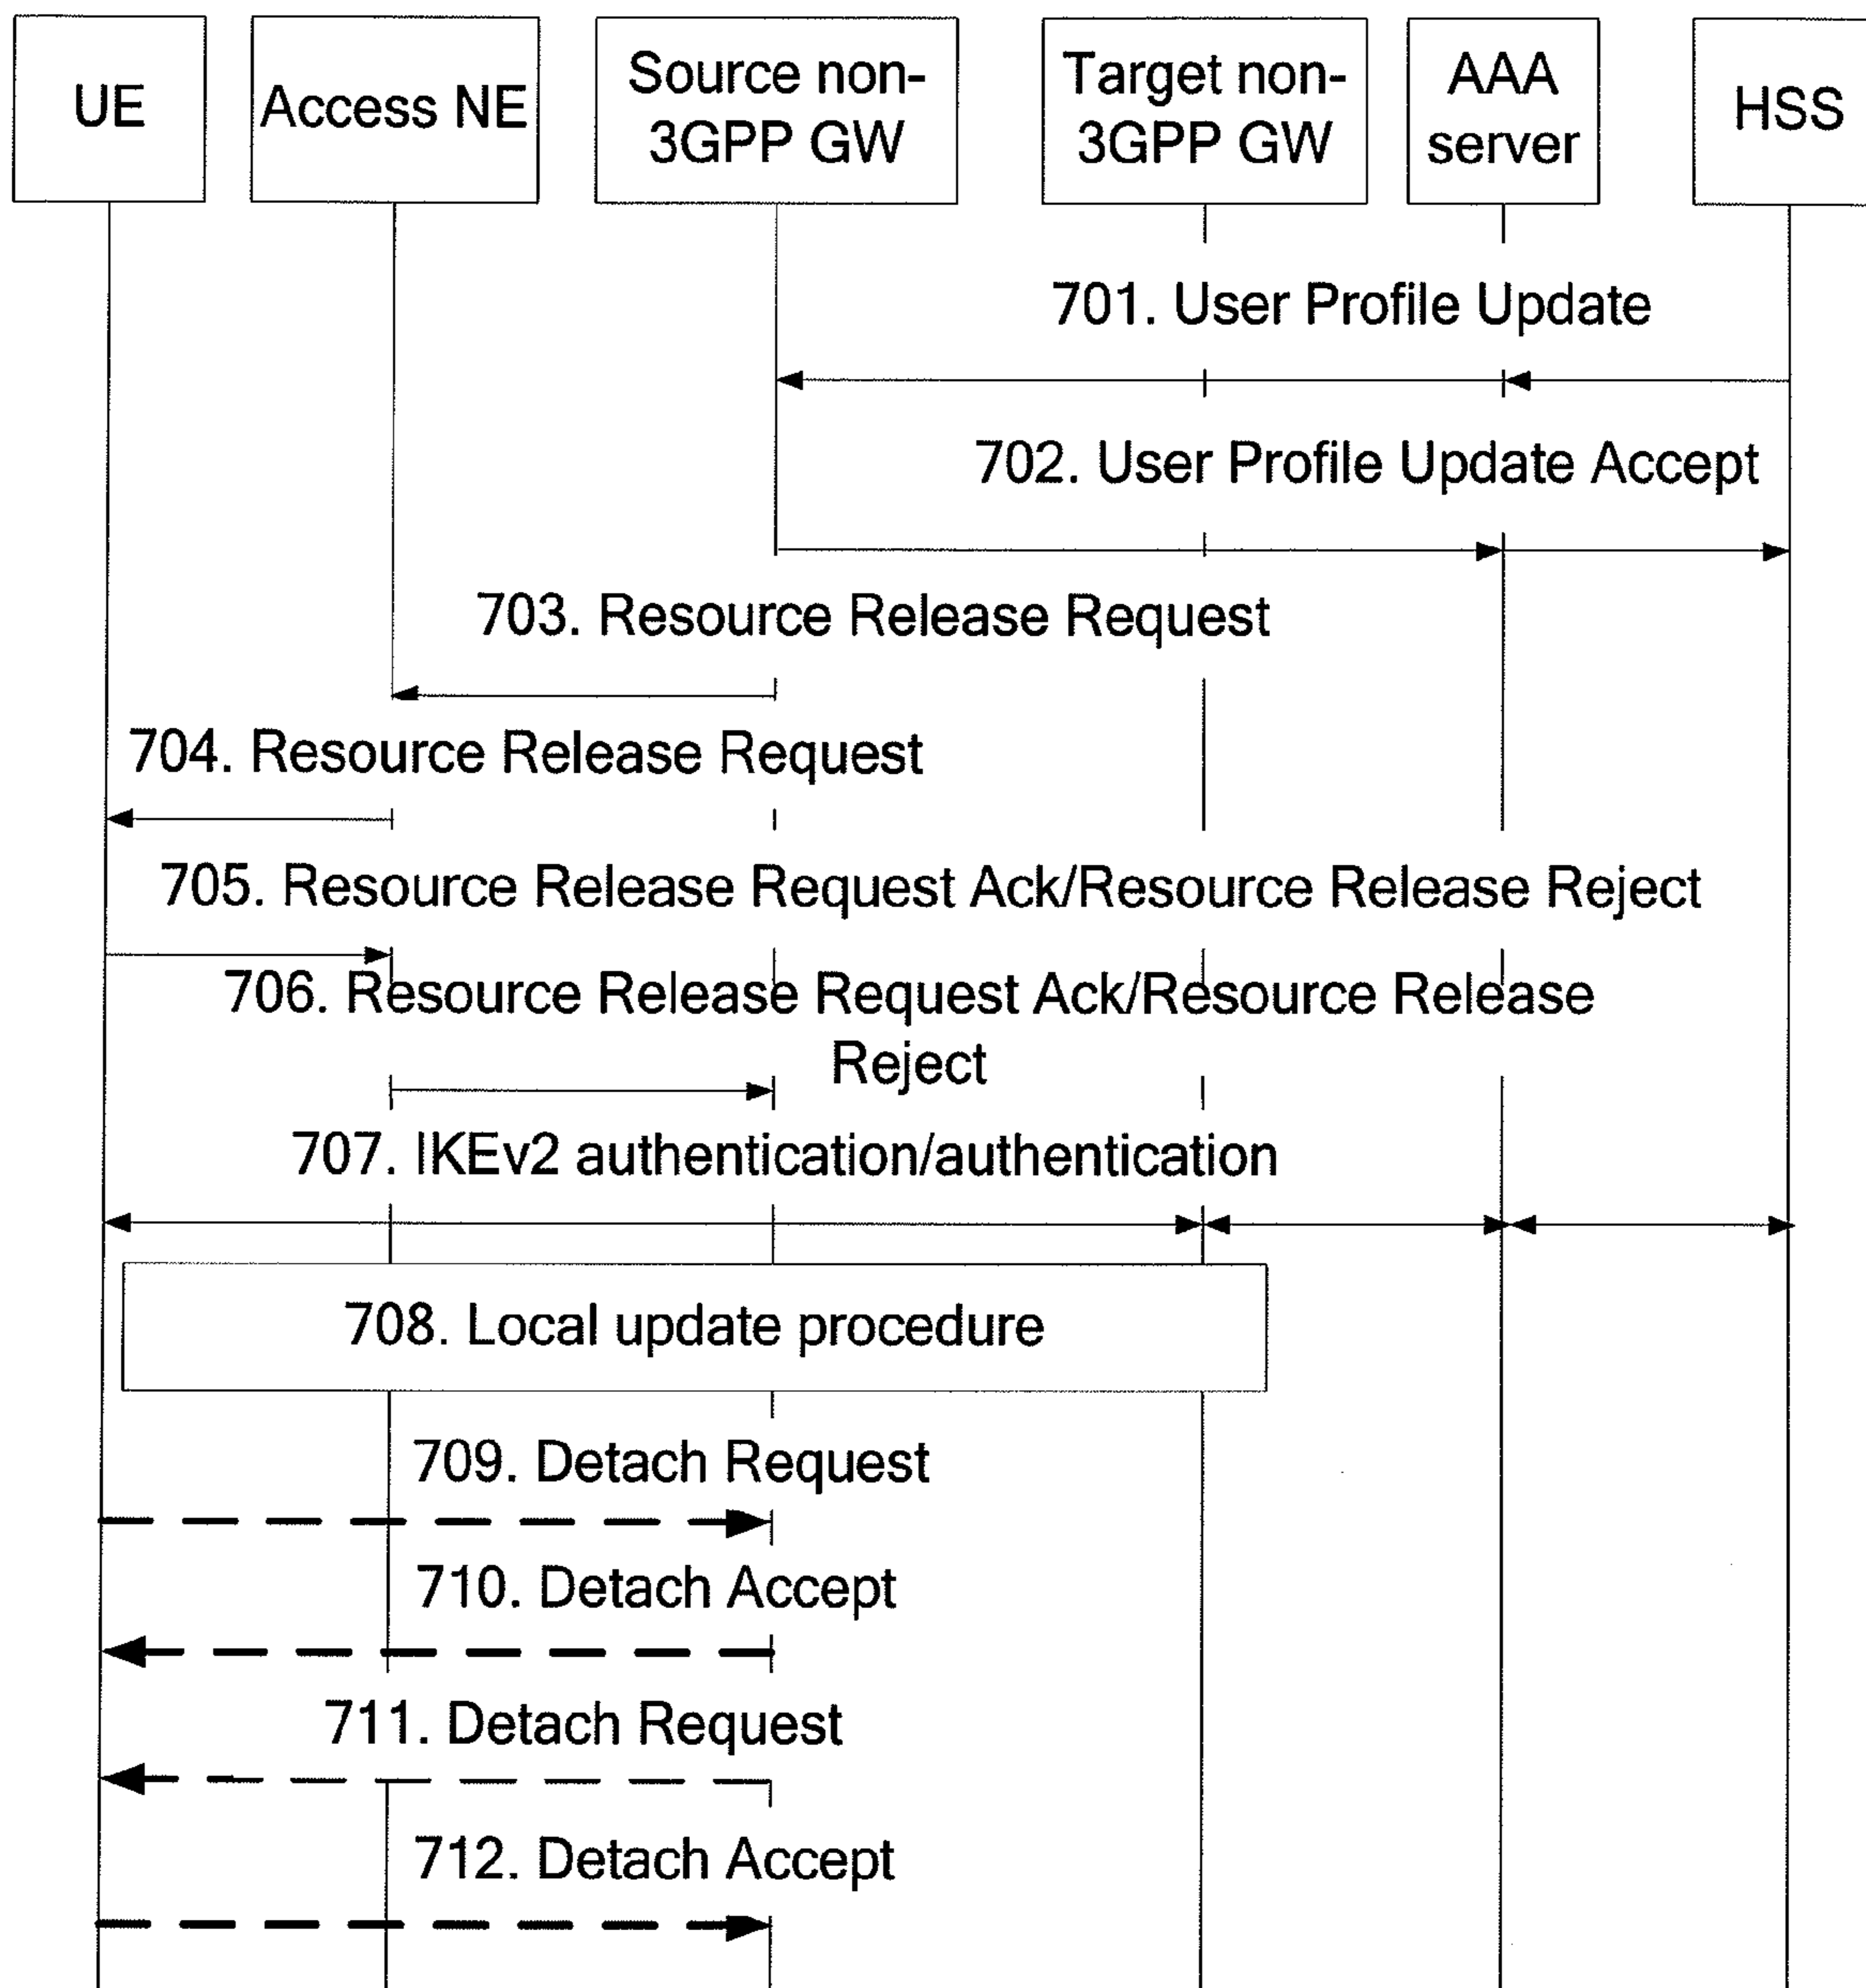 UE
Access NE
Source non-
3GPP GW
Target non-
3GPP GW
AAA
server
HSS
701. User Profile Update
702. User Profile Update Accept
703. Resource Release Request
704. Resource Release Request
705. Resource Release Request Ack/Resource Release Reject
706. Resource Release Request Ack/Resource Release
Reject
707. IKEv2 authentication/authentication
708. Local update procedure
709. Detach Request
710. Detach Accept
711. Detach Request
712. Detach Accept